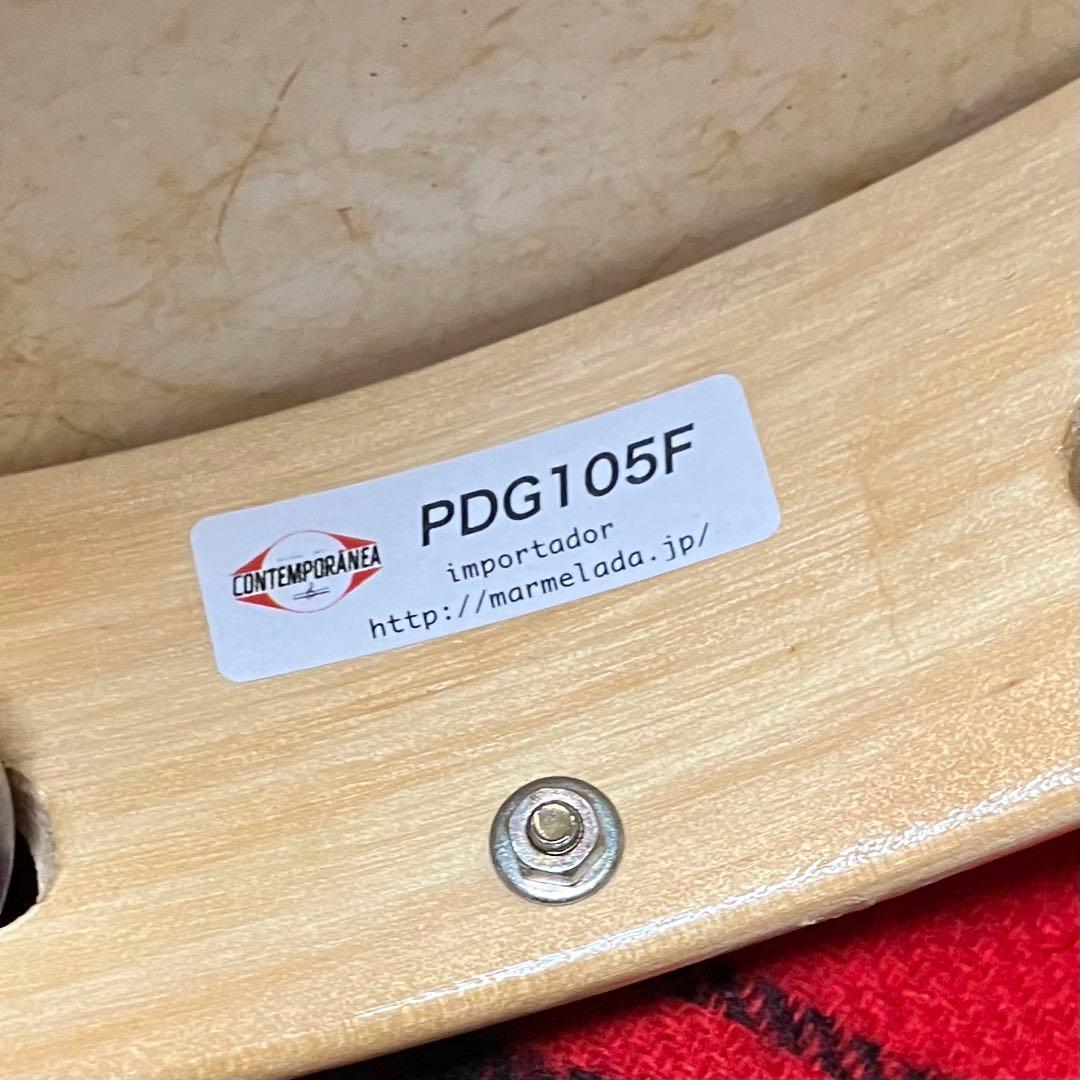 CONTEMPORÂNEA
PDG105F
importador
http://marmelada.jp/